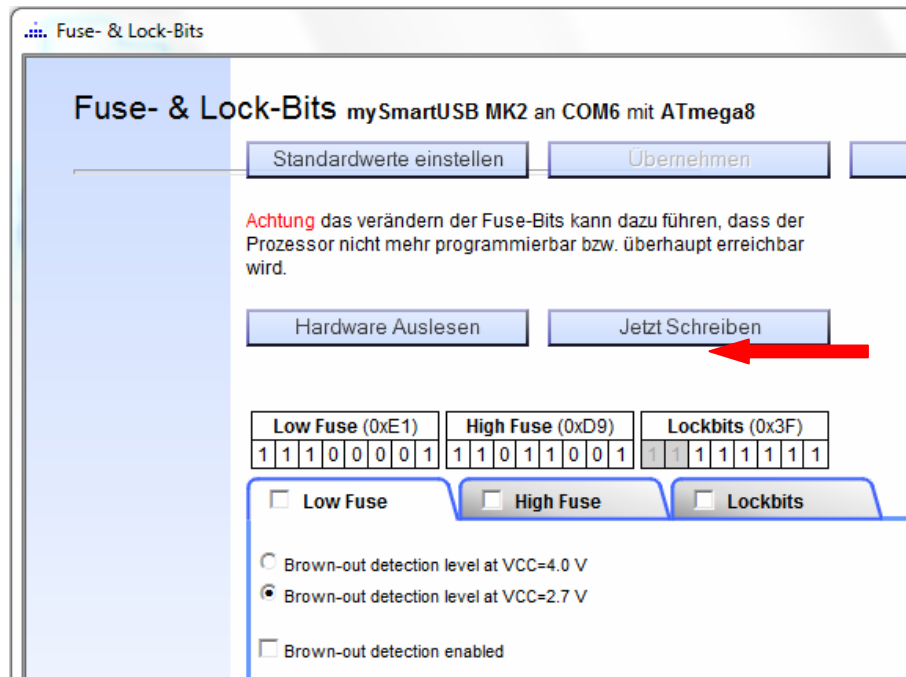 Fuse- & Lock-Bits
Fuse- & Lock-Bits mySmartUSB MK2 an COM6 mit ATmega8
Standardwerte einstellen Übernehmen
Achtung das verändern der Fuse-Bits kann dazu führen, dass der
Prozessor nicht mehr programmierbar bzw. überhaupt erreichbar
wird.
Hardware Auslesen Jetzt Schreiben
Low Fuse (0xE1) High Fuse (0xD9) Lockbits (0x3F)
1 1 1 0 0 0 0 1 1 1 0 1 1 0 0 1 1 1 1 1 1 1 1 1
Low Fuse High Fuse Lockbits
Brown-out detection level at VCC=4.0 V
Brown-out detection level at VCC=2.7 V
Brown-out detection enabled